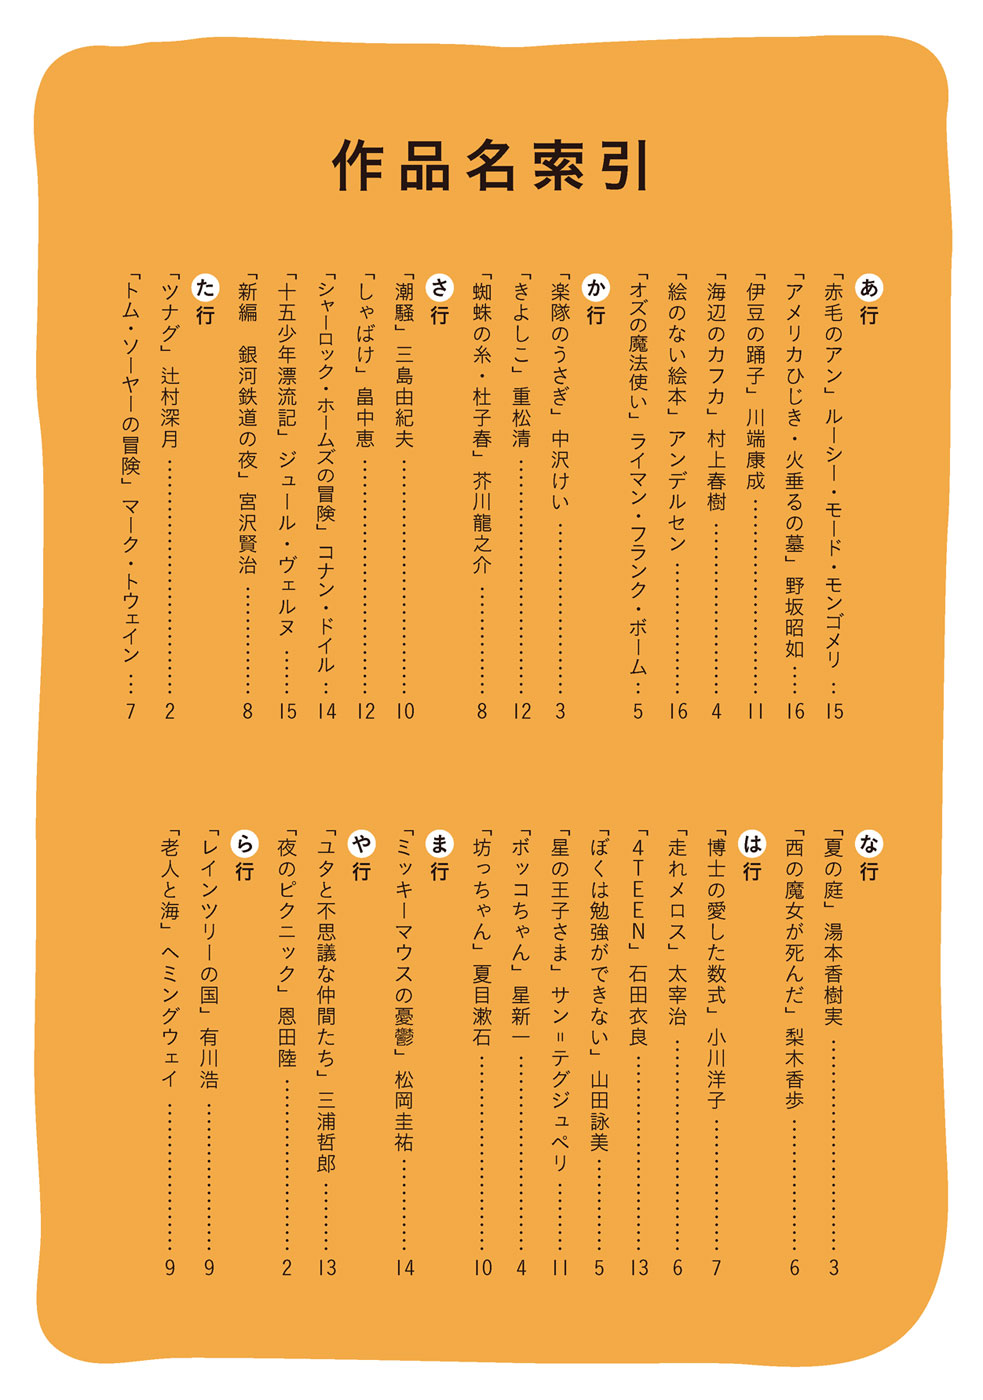 作品名索引
あ行
「赤毛のアン」ルーシー・モード・モンゴメリ … 15
「アメリカひじき・火垂るの墓」野坂昭如 …… 16
「伊豆の踊子」川端康成 ………………………… 11
「海辺のカフカ」村上春樹 ……………………… 4
「絵のない絵本」アンデルセン ………………… 16
「オズの魔法使い」ライマン・フランク・ボーム … 5
か行
「楽隊のうさぎ」中沢けい ……………………… 3
「きよしこ」重松清 ……………………………… 12
「蜘蛛の糸・杜子春」芥川龍之介 ……………… 8
さ行
「潮騒」三島由紀夫 ……………………………… 10
「しゃばけ」畠中恵 ……………………………… 12
「シャーロック・ホームズの冒険」コナン・ドイル … 14
「十五少年漂流記」ジュール・ヴェルヌ …… 15
「新編　銀河鉄道の夜」宮沢賢治 ……………… 8
た行
「ツナグ」辻村深月 ……………………………… 2
「トム・ソーヤーの冒険」マーク・トウェイン … 7
な行
「夏の庭」湯本香樹実 …………………………… 3
「西の魔女が死んだ」梨木香歩 ………………… 6
は行
「博士の愛した数式」小川洋子 ………………… 7
「走れメロス」太宰治 …………………………… 6
「4TEEN」石田衣良 ……………………………… 13
「ぼくは勉強ができない」山田詠美 …………… 5
「星の王子さま」サン＝テグジュペリ ………… 11
「ボッコちゃん」星新一 ………………………… 4
「坊っちゃん」夏目漱石 ………………………… 10
ま行
「ミッキーマウスの憂鬱」松岡圭祐 …………… 14
や行
「ユタと不思議な仲間たち」三浦哲郎 ………… 13
「夜のピクニック」恩田陸 ……………………… 2
ら行
「レインツリーの国」有川浩 …………………… 9
「老人と海」ヘミングウェイ …………………… 9